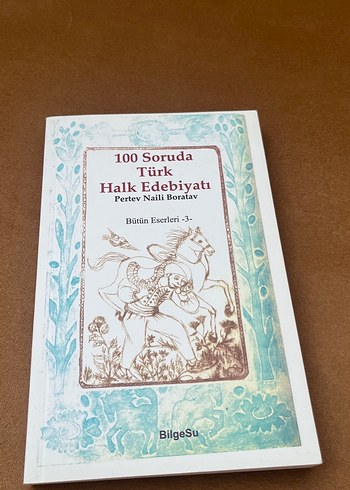 100 Soruda
Türk
Halk Edebiyatı
Pertev Naili Boratav
Bütün Eserleri -3-
BilgeSu